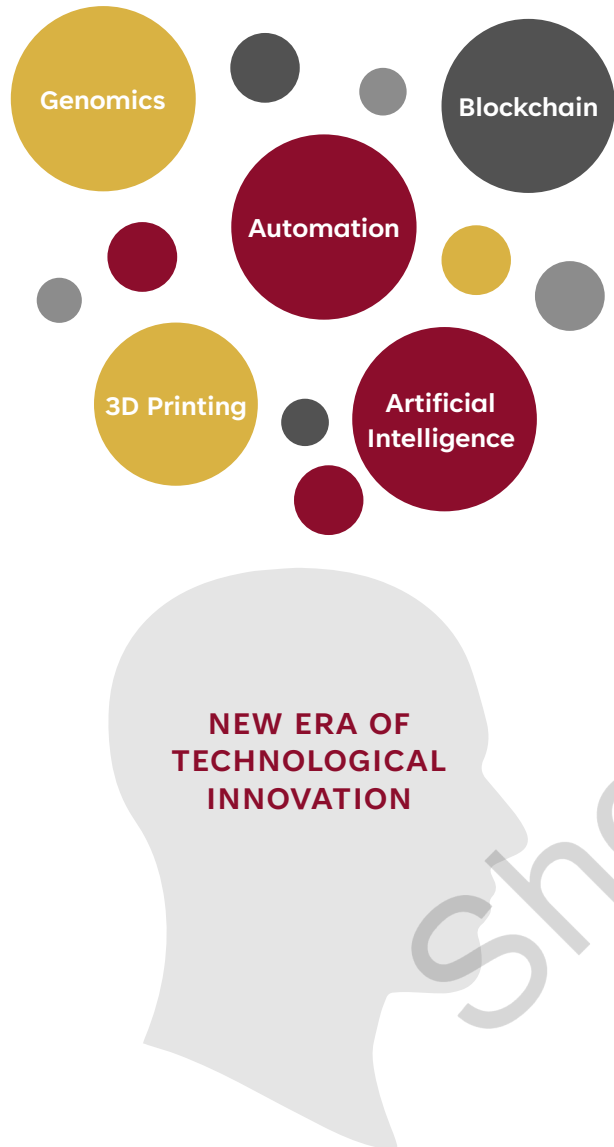 Genomics
Blockchain
Automation
3D Printing
Artificial
Intelligence
NEW ERA OF
TECHNOLOGICAL
INNOVATION